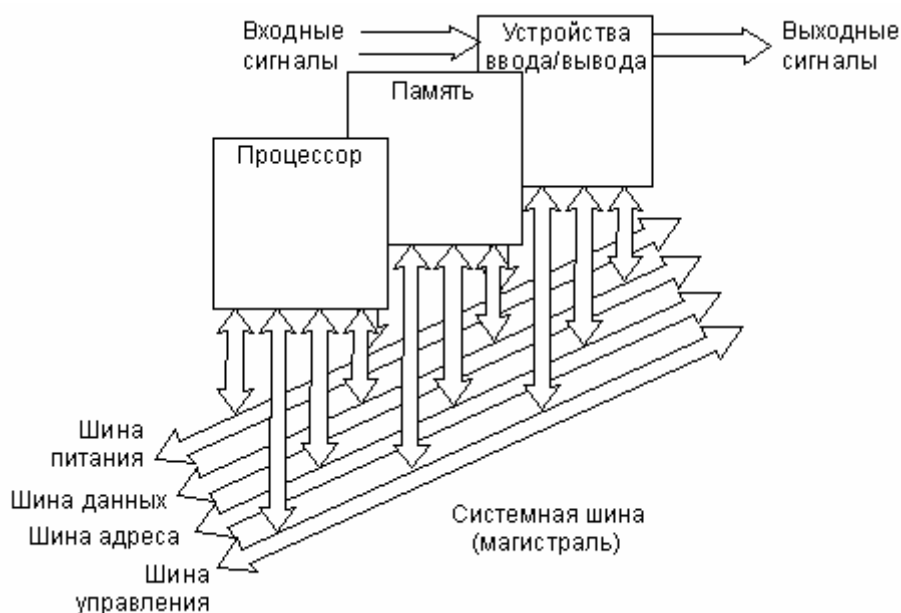 Входные
сигналы
Устройства
ввода/вывода
Выходные
сигналы
Память
Процессор
Шина
питания
Шина данных
Шина адреса
Шина
управления
Системная шина
(магистраль)